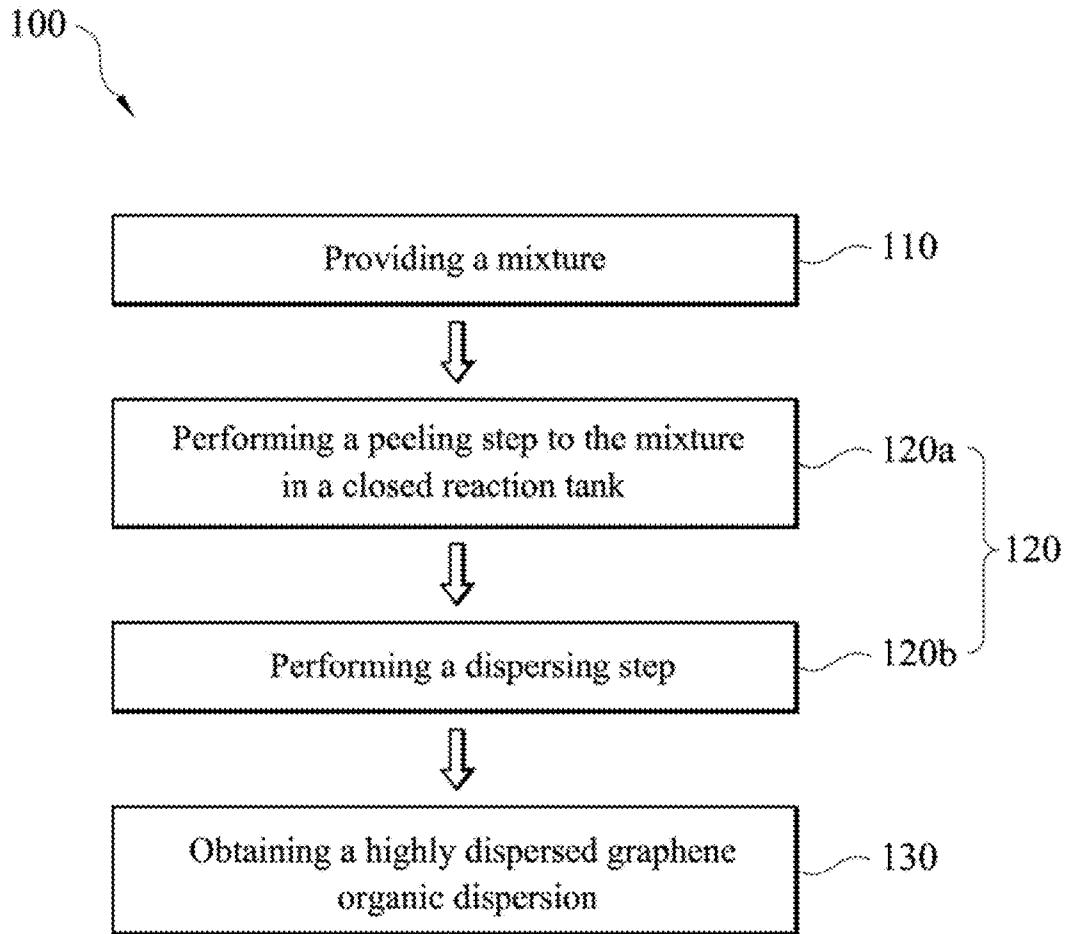 100
Providing a mixture
110
Performing a peeling step to the mixture
in a closed reaction tank
120a
120
Performing a dispersing step
120b
Obtaining a highly dispersed graphene
organic dispersion
130